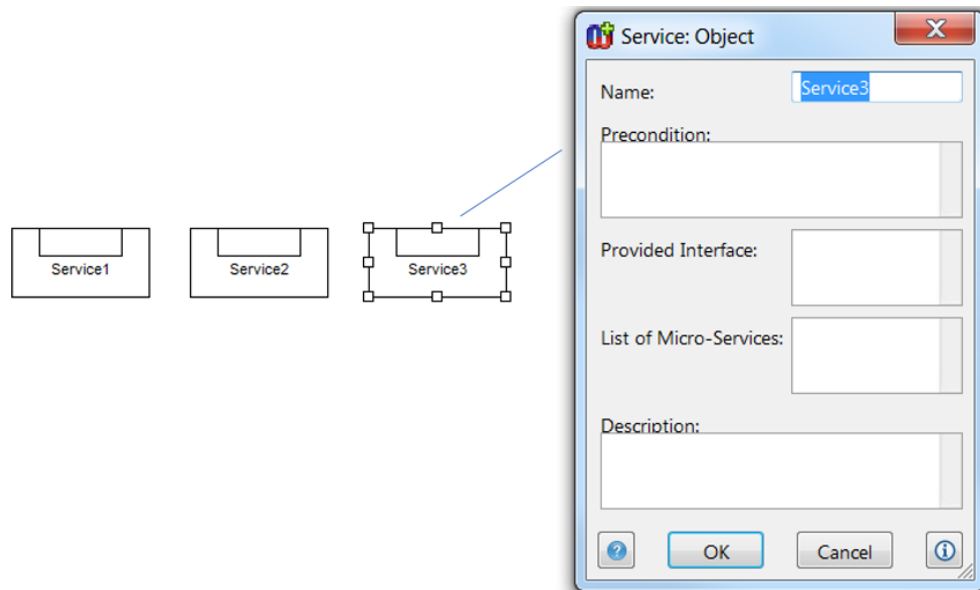 Service: Object
Name:
Service3
Precondition:
Service1
Service2
Service3
Provided Interface:
List of Micro-Services:
Description:
OK
Cancel